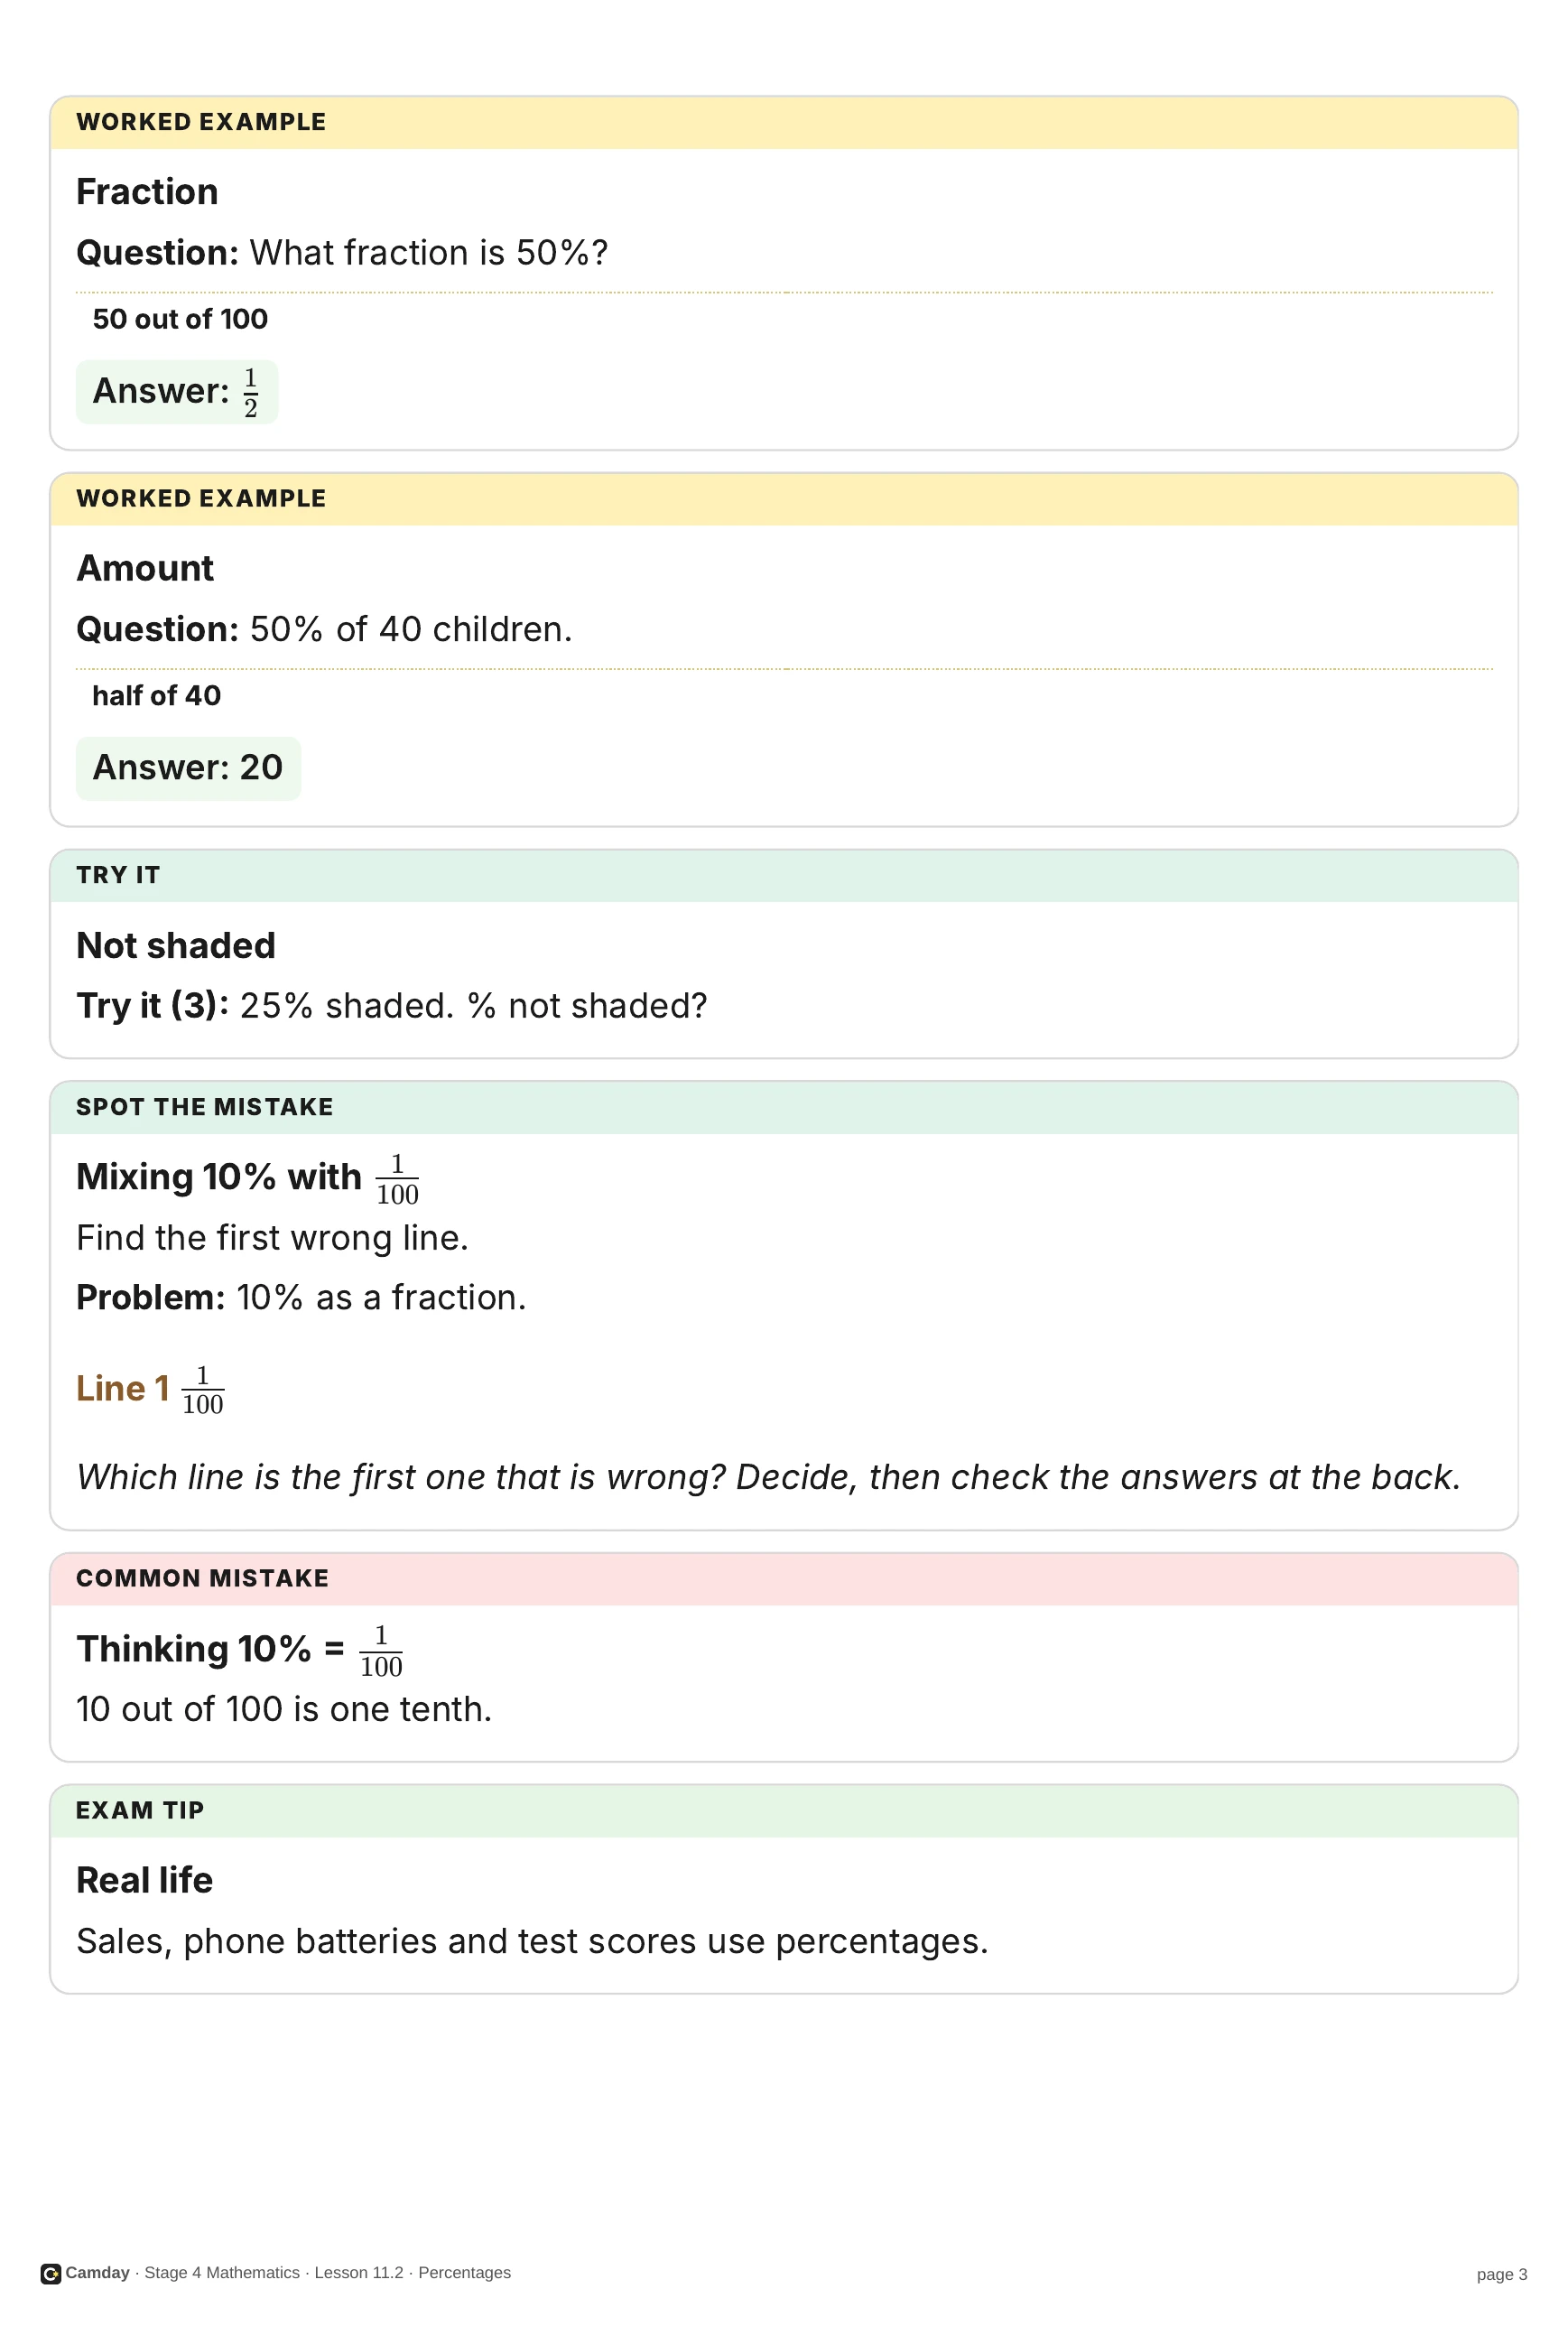 WORKED EXAMPLE
Fraction
Question: What fraction is 50%?
50 out of 100
Answer: 1/2
WORKED EXAMPLE
Amount
Question: 50% of 40 children.
half of 40
Answer: 20
TRY IT
Not shaded
Try it (3): 25% shaded. % not shaded?
SPOT THE MISTAKE
Mixing 10% with 1/100
Find the first wrong line.
Problem: 10% as a fraction.
Line 1 1/100
Which line is the first one that is wrong? Decide, then check the answers at the back.
COMMON MISTAKE
Thinking 10% = 1/100
10 out of 100 is one tenth.
EXAM TIP
Real life
Sales, phone batteries and test scores use percentages.
Camday · Stage 4 Mathematics · Lesson 11.2 · Percentages
page 3